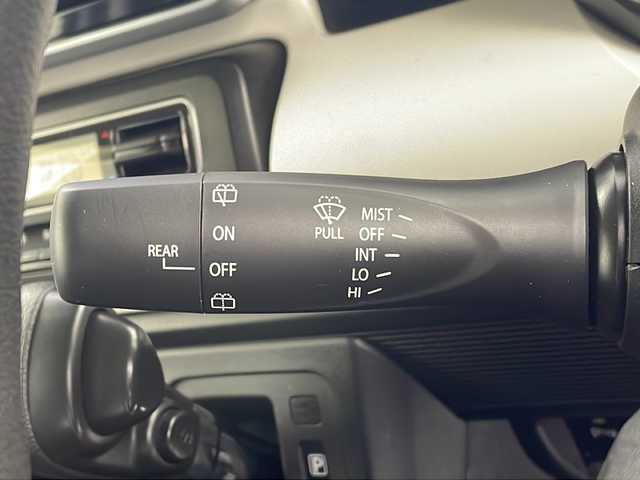 ON
REAR
OFF
PULL
MIST
OFF
INT
LO
HI
P